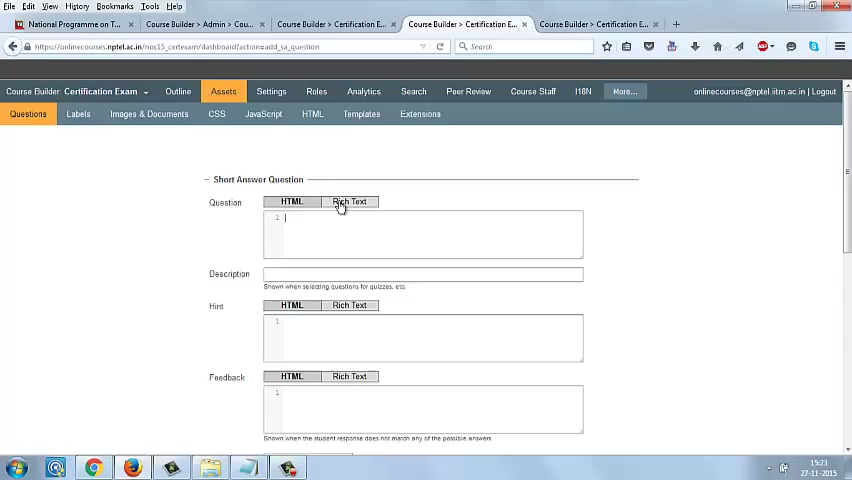 File Edit View History Bookmarks Tools Help
National Programme on T... × Course Builder > Admin > Cou... × Course Builder > Certification E... × Course Builder > Certification E... × Course Builder > Certification E... × +
https://onlinecourses.nptel.ac.in/noc15_certexam/dashboard?action=add_sa_question Search
Course Builder: Certification Exam Outline Assets Settings Roles Analytics Search Peer Review Course Staff I18N More... onlinecourses@nptel.iitm.ac.in | Logout
Questions Labels Images & Documents CSS JavaScript HTML Templates Extensions
Short Answer Question
Question HTML Rich Text
1
Description
Shown when selecting questions for quizzes, etc.
Hint HTML Rich Text
1
Feedback HTML Rich Text
1
Shown when the student response does not match any of the possible answers
15:23
27-11-2015